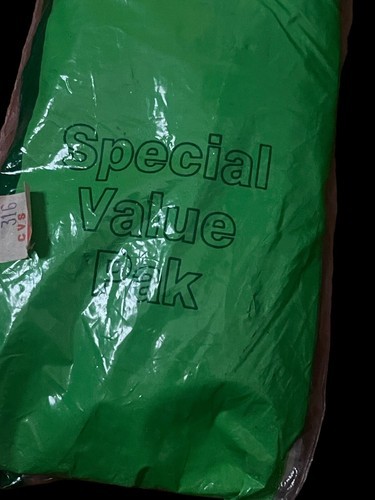 Special
Value
Pak
316
CVS